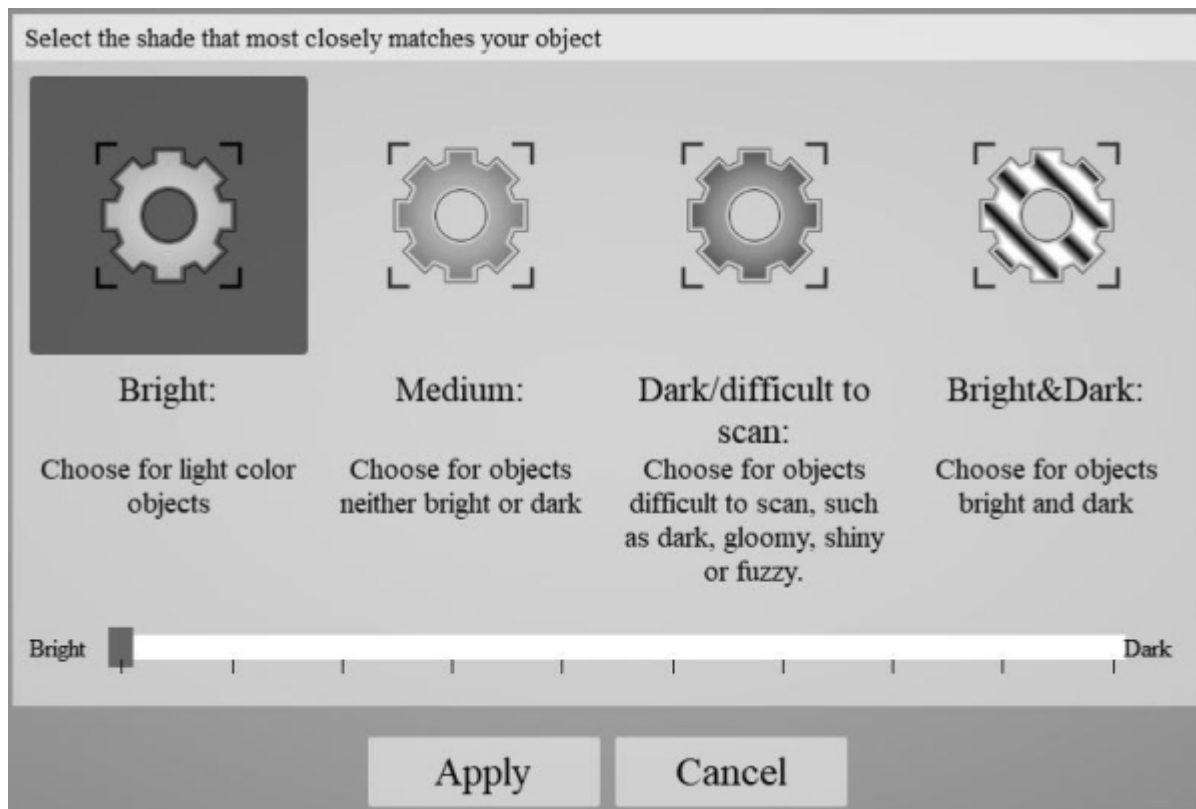 Select the shade that most closely matches your object
Bright:
Choose for light color
objects
Medium:
Choose for objects
neither bright or dark
Dark/difficult to
scan:
Choose for objects
difficult to scan, such
as dark, gloomy, shiny
or fuzzy.
Bright&Dark:
Choose for objects
bright and dark
Bright
Dark
Apply
Cancel